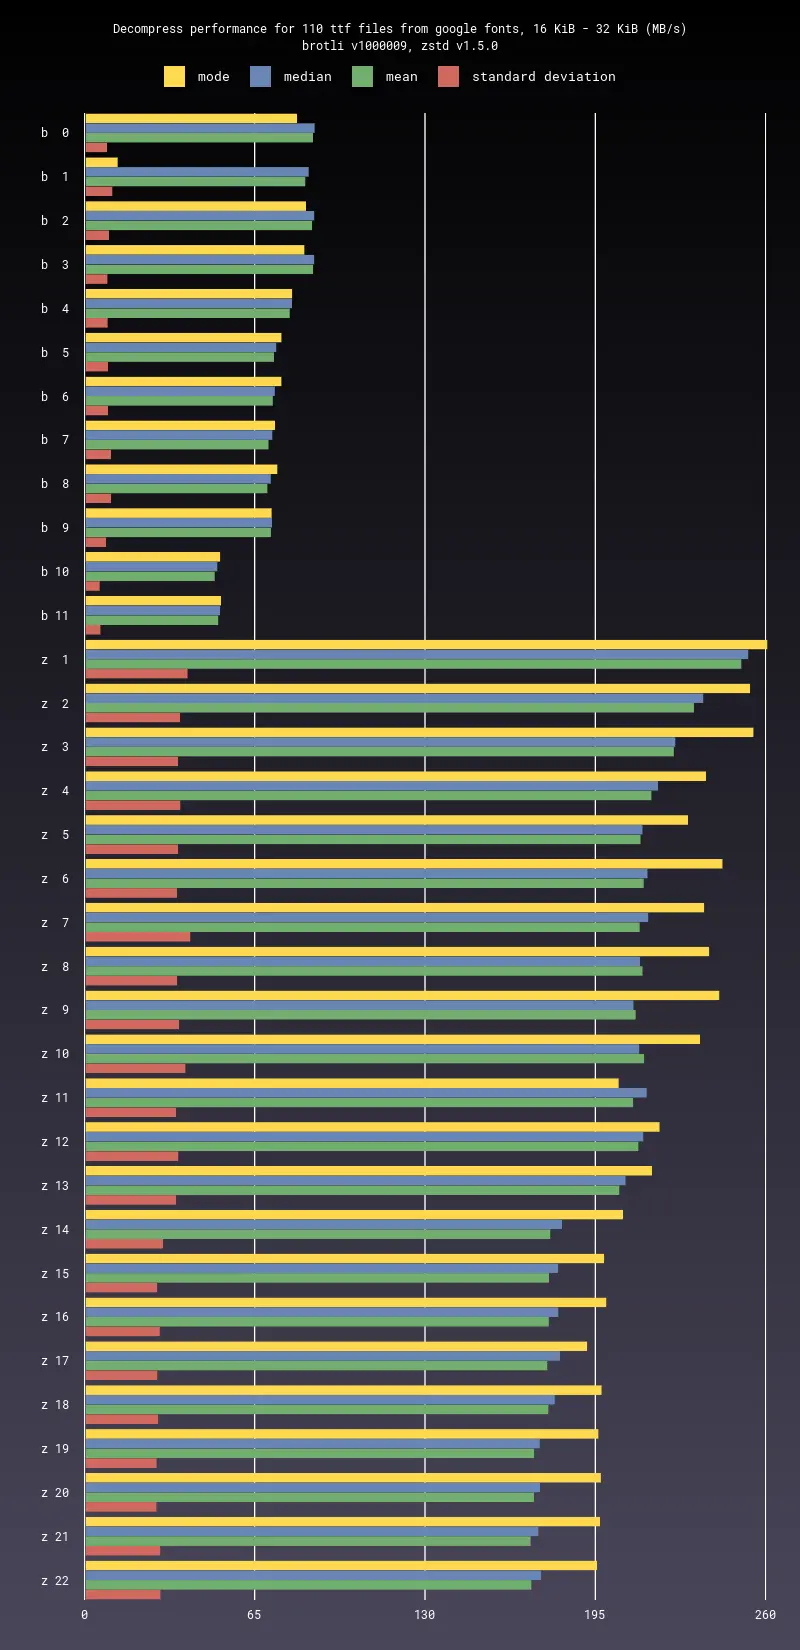 Decompress performance for 110 ttf files from google fonts, 16 KiB - 32 KiB (MB/s)
brotli v1000009, zstd v1.5.0
mode median mean standard deviation
b 0
b 1
b 2
b 3
b 4
b 5
b 6
b 7
b 8
b 9
b 10
b 11
z 1
z 2
z 3
z 4
z 5
z 6
z 7
z 8
z 9
z 10
z 11
z 12
z 13
z 14
z 15
z 16
z 17
z 18
z 19
z 20
z 21
z 22
0 65 130 195 260